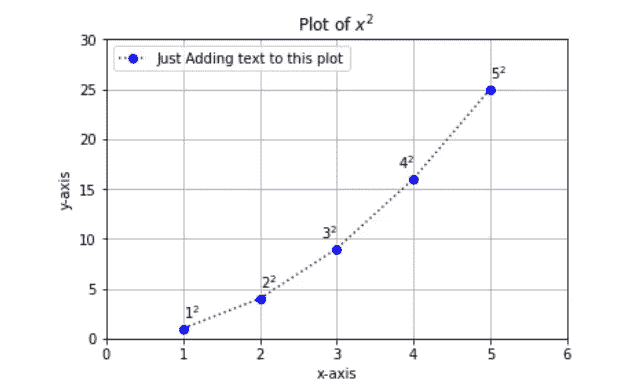 Plot of x²
30
Just Adding text to this plot
5²
25
20
4²
15
3²
10
2²
5
1²
0
0 1 2 3 4 5 6
y-axis
x-axis